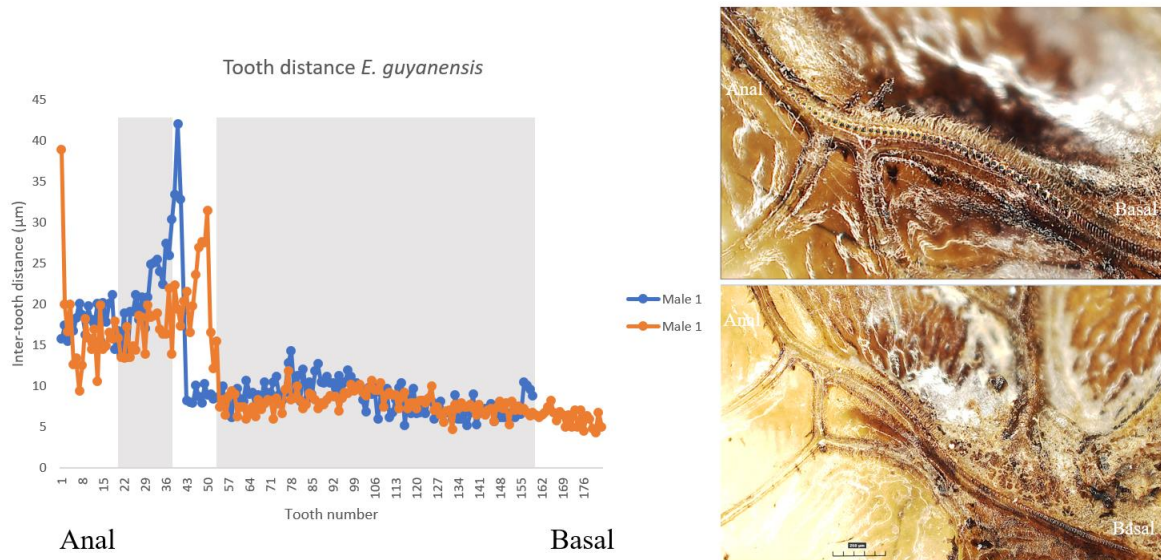 Tooth distance E. guyanensis
45
40
35
30
25
20
15
10
5
0
Inter-tooth distance (µm)
1 8 15 22 29 36 43 50 57 64 71 78 85 92 99 106 113 120 127 134 141 148 155 162 169 176
Tooth number
Anal Basal
Male 1
Male 1
Anal
Basal
Anal
Basal